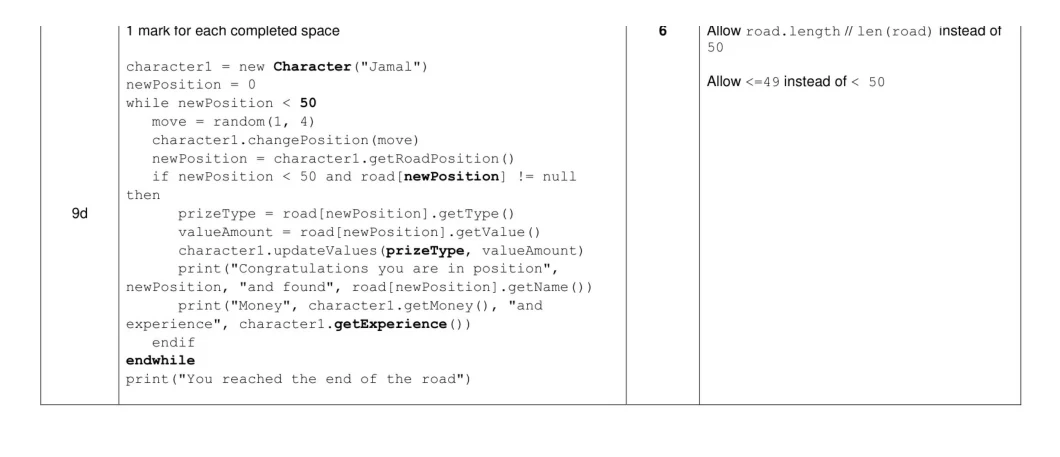 1 mark for each completed space
6
Allow road.length // len(road) instead of
50
character1 = new Character("Jamal")
newPosition = 0
Allow <=49 instead of < 50
while newPosition < 50
move = random(1, 4)
character1.changePosition(move)
newPosition = character1.getRoadPosition()
if newPosition < 50 and road[newPosition] != null
then
9d
prizeType = road[newPosition].getType()
valueAmount = road[newPosition].getValue()
character1.updateValues(prizeType, valueAmount)
print("Congratulations you are in position",
newPosition, "and found", road[newPosition].getName())
print("Money", character1.getMoney(), "and
experience", character1.getExperience())
endif
endwhile
print("You reached the end of the road")